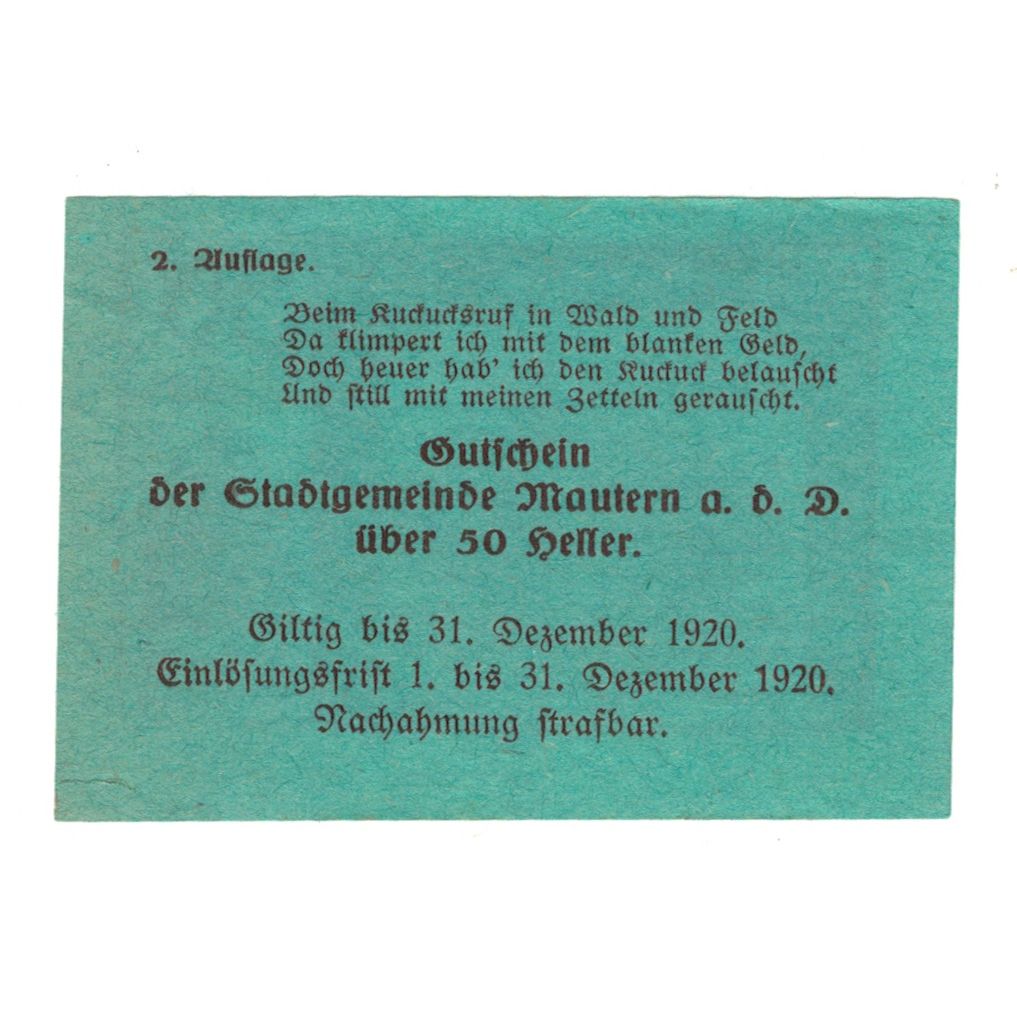 2. Auflage.
Beim Kuckucksruf in Wald und Feld
Da klimpert ich mit dem blanken Geld,
Doch heuer hab' ich den Kuckuck belauscht
Und still mit meinen Zetteln gerauscht.
Gutschein
der Stadtgemeinde Mautern a. d. D.
über 50 Heller.
Giltig bis 31. Dezember 1920.
Einlösungsfrist 1. bis 31. Dezember 1920.
Nachahmung strafbar.